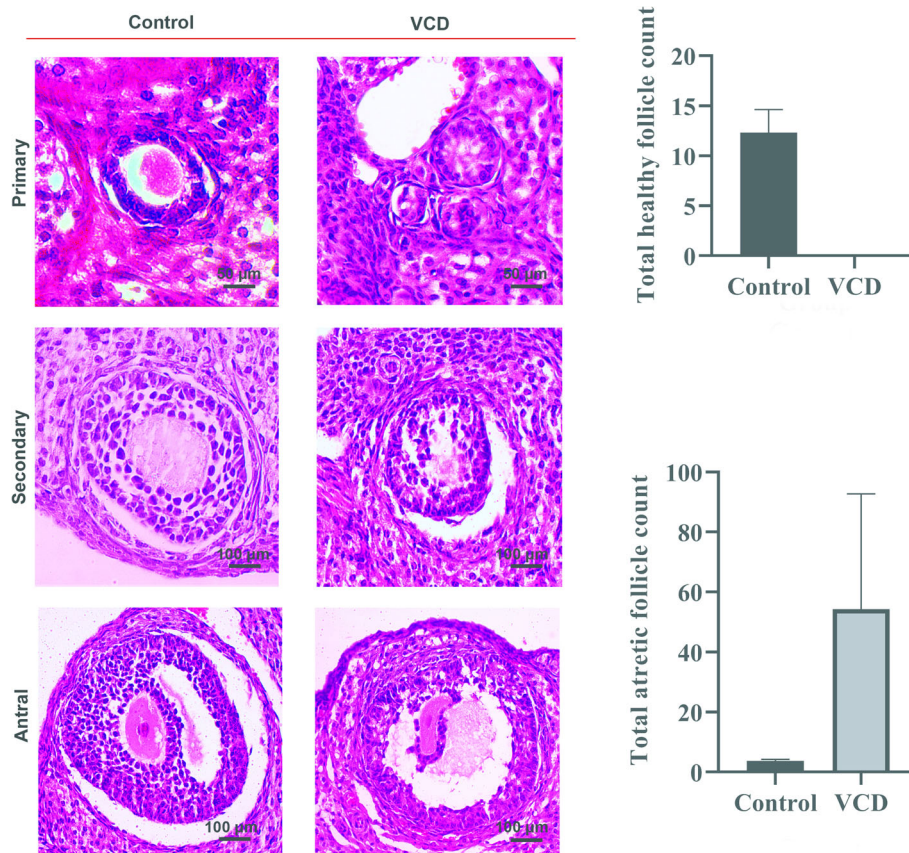 Control
VCD
Primary
50 µm
50 µm
Secondary
100 µm
100 µm
Antral
100 µm
100 µm
Total healthy follicle count
20
15
10
5
0
Control
VCD
Total atretic follicle count
100
80
60
40
20
0
Control
VCD